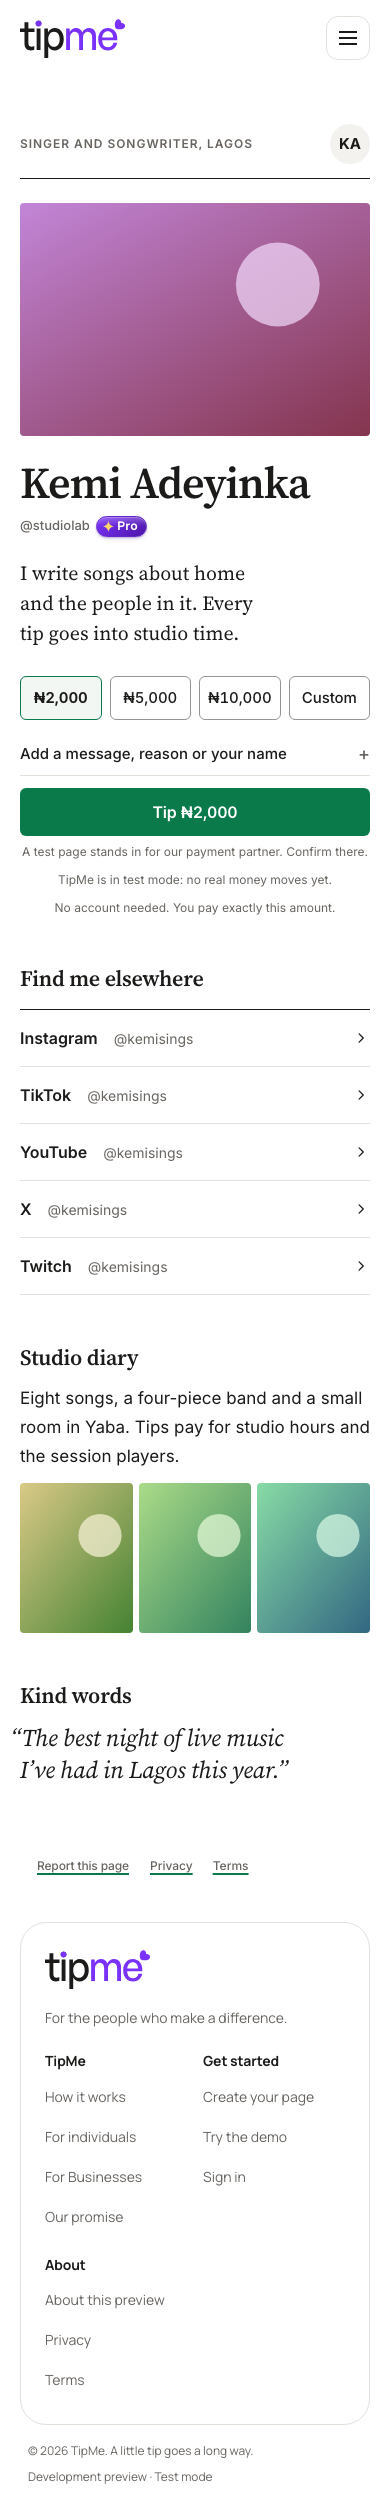 tipme
SINGER AND SONGWRITER, LAGOS
KA
Kemi Adeyinka
@studiolab Pro
I write songs about home
and the people in it. Every
tip goes into studio time.
₦2,000 ₦5,000 ₦10,000 Custom
Add a message, reason or your name +
Tip ₦2,000
A test page stands in for our payment partner. Confirm there.
TipMe is in test mode: no real money moves yet.
No account needed. You pay exactly this amount.
Find me elsewhere
Instagram @kemisings
TikTok @kemisings
YouTube @kemisings
X @kemisings
Twitch @kemisings
Studio diary
Eight songs, a four-piece band and a small
room in Yaba. Tips pay for studio hours and
the session players.
Kind words
“The best night of live music
I’ve had in Lagos this year.”
Report this page Privacy Terms
tipme
For the people who make a difference.
TipMe
How it works
For individuals
For Businesses
Our promise
Get started
Create your page
Try the demo
Sign in
About
About this preview
Privacy
Terms
© 2026 TipMe. A little tip goes a long way.
Development preview · Test mode